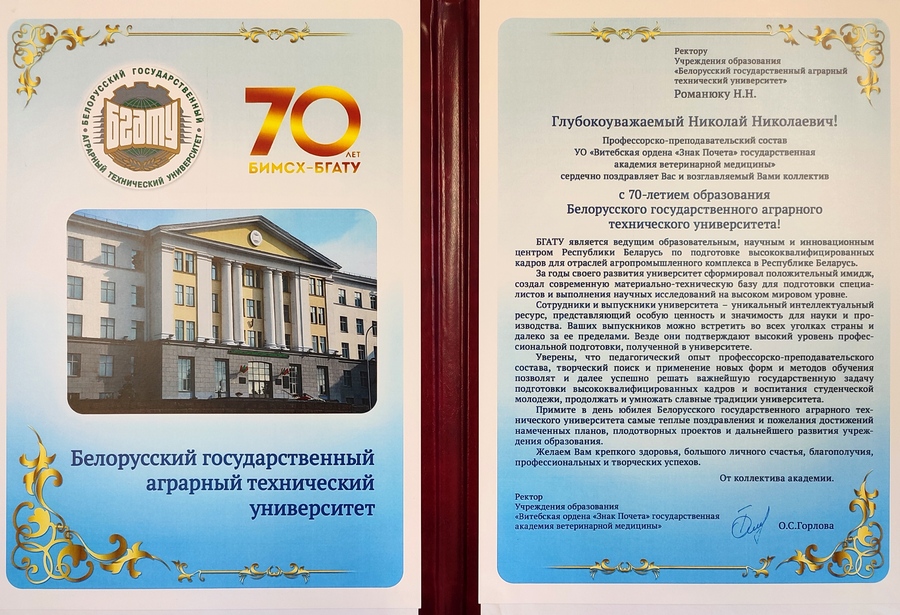 БЕЛОРУССКИЙ ГОСУДАРСТВЕННЫЙ
АГРАРНЫЙ ТЕХНИЧЕСКИЙ УНИВЕРСИТЕТ
БГАТУ
70
ЛЕТ
БИМСХ-БГАТУ
Белорусский государственный
аграрный технический
университет
Ректору
Учреждения образования
«Белорусский государственный аграрный
технический университет»
Романюку Н.Н.
Глубокоуважаемый Николай Николаевич!
Профессорско-преподавательский состав
УО «Витебская ордена «Знак Почета» государственная
академия ветеринарной медицины»
сердечно поздравляет Вас и возглавляемый Вами коллектив
с 70-летием образования
Белорусского государственного аграрного
технического университета!
БГАТУ является ведущим образовательным, научным и инновационным
центром Республики Беларусь по подготовке высококвалифицированных
кадров для отраслей агропромышленного комплекса в Республике Беларусь.
За годы своего развития университет сформировал положительный имидж,
создал современную материально-техническую базу для подготовки специа-
листов и выполнения научных исследований на высоком мировом уровне.
Сотрудники и выпускники университета – уникальный интеллектуальный
ресурс, представляющий особую ценность и значимость для науки и про-
изводства. Ваших выпускников можно встретить во всех уголках страны и
далеко за ее пределами. Везде они подтверждают высокий уровень профес-
сиональной подготовки, полученной в университете.
Уверены, что педагогический опыт профессорско-преподавательского
состава, творческий поиск и применение новых форм и методов обучения
позволят и далее успешно решать важнейшую государственную задачу
подготовки высококвалифицированных кадров и воспитания студенческой
молодежи, продолжать и умножать славные традиции университета.
Примите в день юбилея Белорусского государственного аграрного тех-
нического университета самые теплые поздравления и пожелания достижений
намеченных планов, плодотворных проектов и дальнейшего развития учреж-
дения образования.
Желаем Вам крепкого здоровья, большого личного счастья, благополучия,
профессиональных и творческих успехов.
От коллектива академии.
Ректор
Учреждения образования
«Витебская ордена «Знак Почета» государственная
академия ветеринарной медицины»
О.С.Горлова